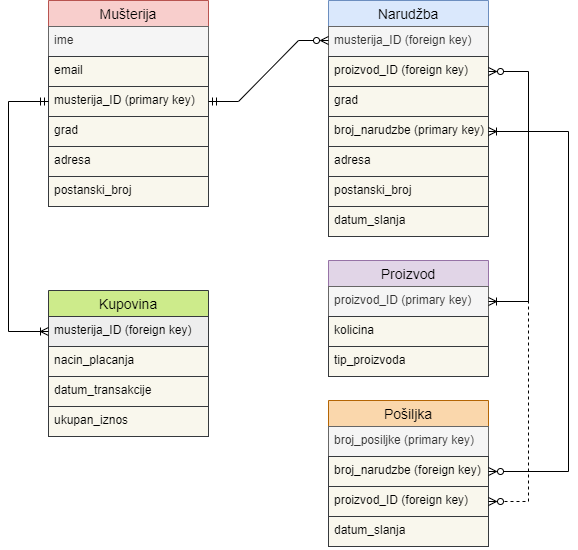 Mušterija
ime
email
musterija_ID (primary key)
grad
adresa
postanski_broj
Narudžba
musterija_ID (foreign key)
proizvod_ID (foreign key)
grad
broj_narudzbe (primary key)
adresa
postanski_broj
datum_slanja
Kupovina
musterija_ID (foreign key)
nacin_placanja
datum_transakcije
ukupan_iznos
Proizvod
proizvod_ID (primary key)
kolicina
tip_proizvoda
Pošiljka
broj_posiljke (primary key)
broj_narudzbe (foreign key)
proizvod_ID (foreign key)
datum_slanja